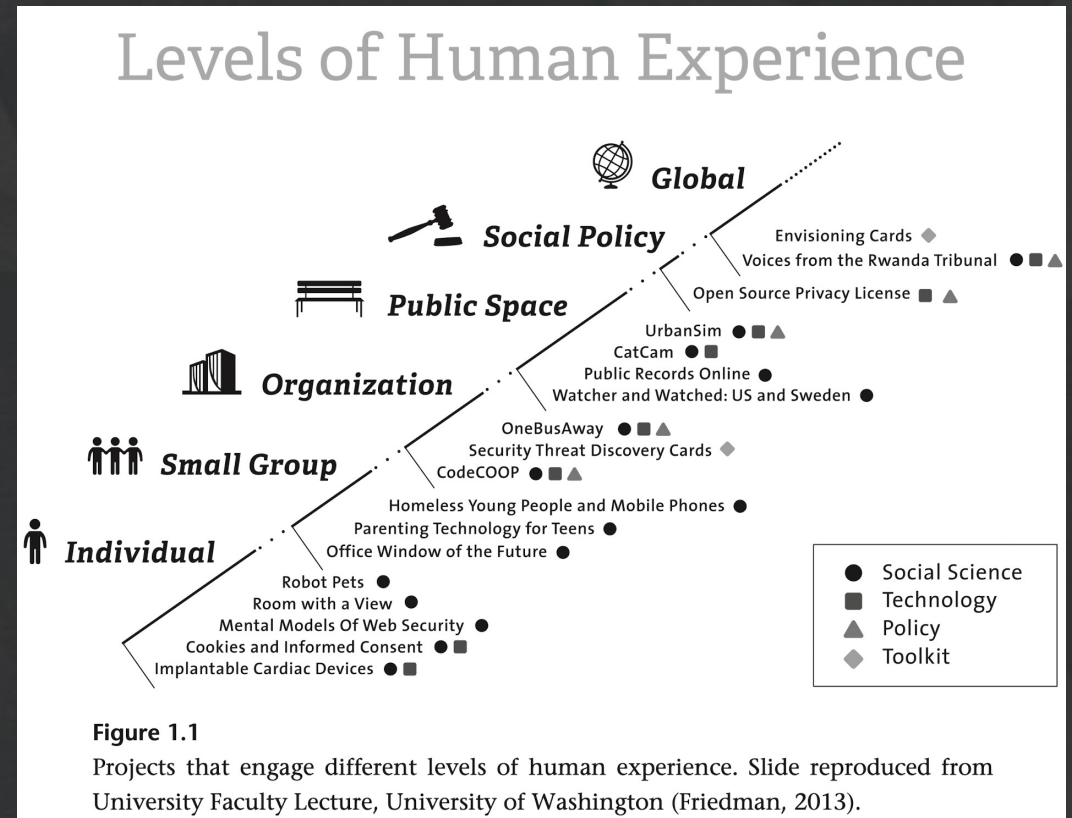 Levels of Human Experience
Global
Social Policy
Envisioning Cards
Voices from the Rwanda Tribunal
Open Source Privacy License
Public Space
UrbanSim
CatCam
Public Records Online
Watcher and Watched: US and Sweden
Organization
OneBusAway
Security Threat Discovery Cards
CodeCOOP
Small Group
Homeless Young People and Mobile Phones
Parenting Technology for Teens
Office Window of the Future
Individual
Robot Pets
Room with a View
Mental Models Of Web Security
Cookies and Informed Consent
Implantable Cardiac Devices
Social Science
Technology
Policy
Toolkit
Figure 1.1
Projects that engage different levels of human experience. Slide reproduced from
University Faculty Lecture, University of Washington (Friedman, 2013).